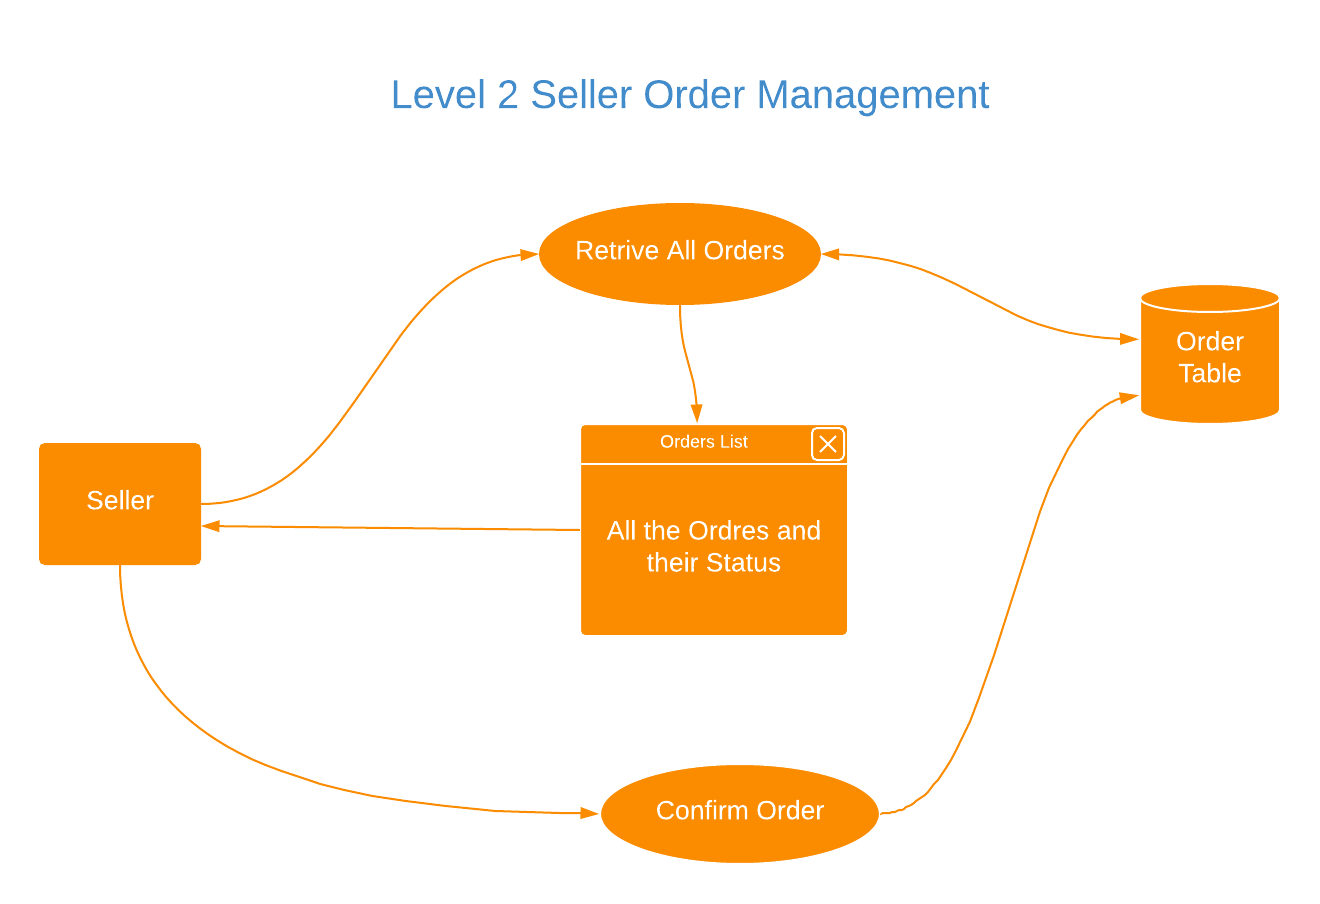 Level 2 Seller Order Management
Retrive All Orders
Order
Table
Orders List
Seller
All the Ordres and
their Status
Confirm Order